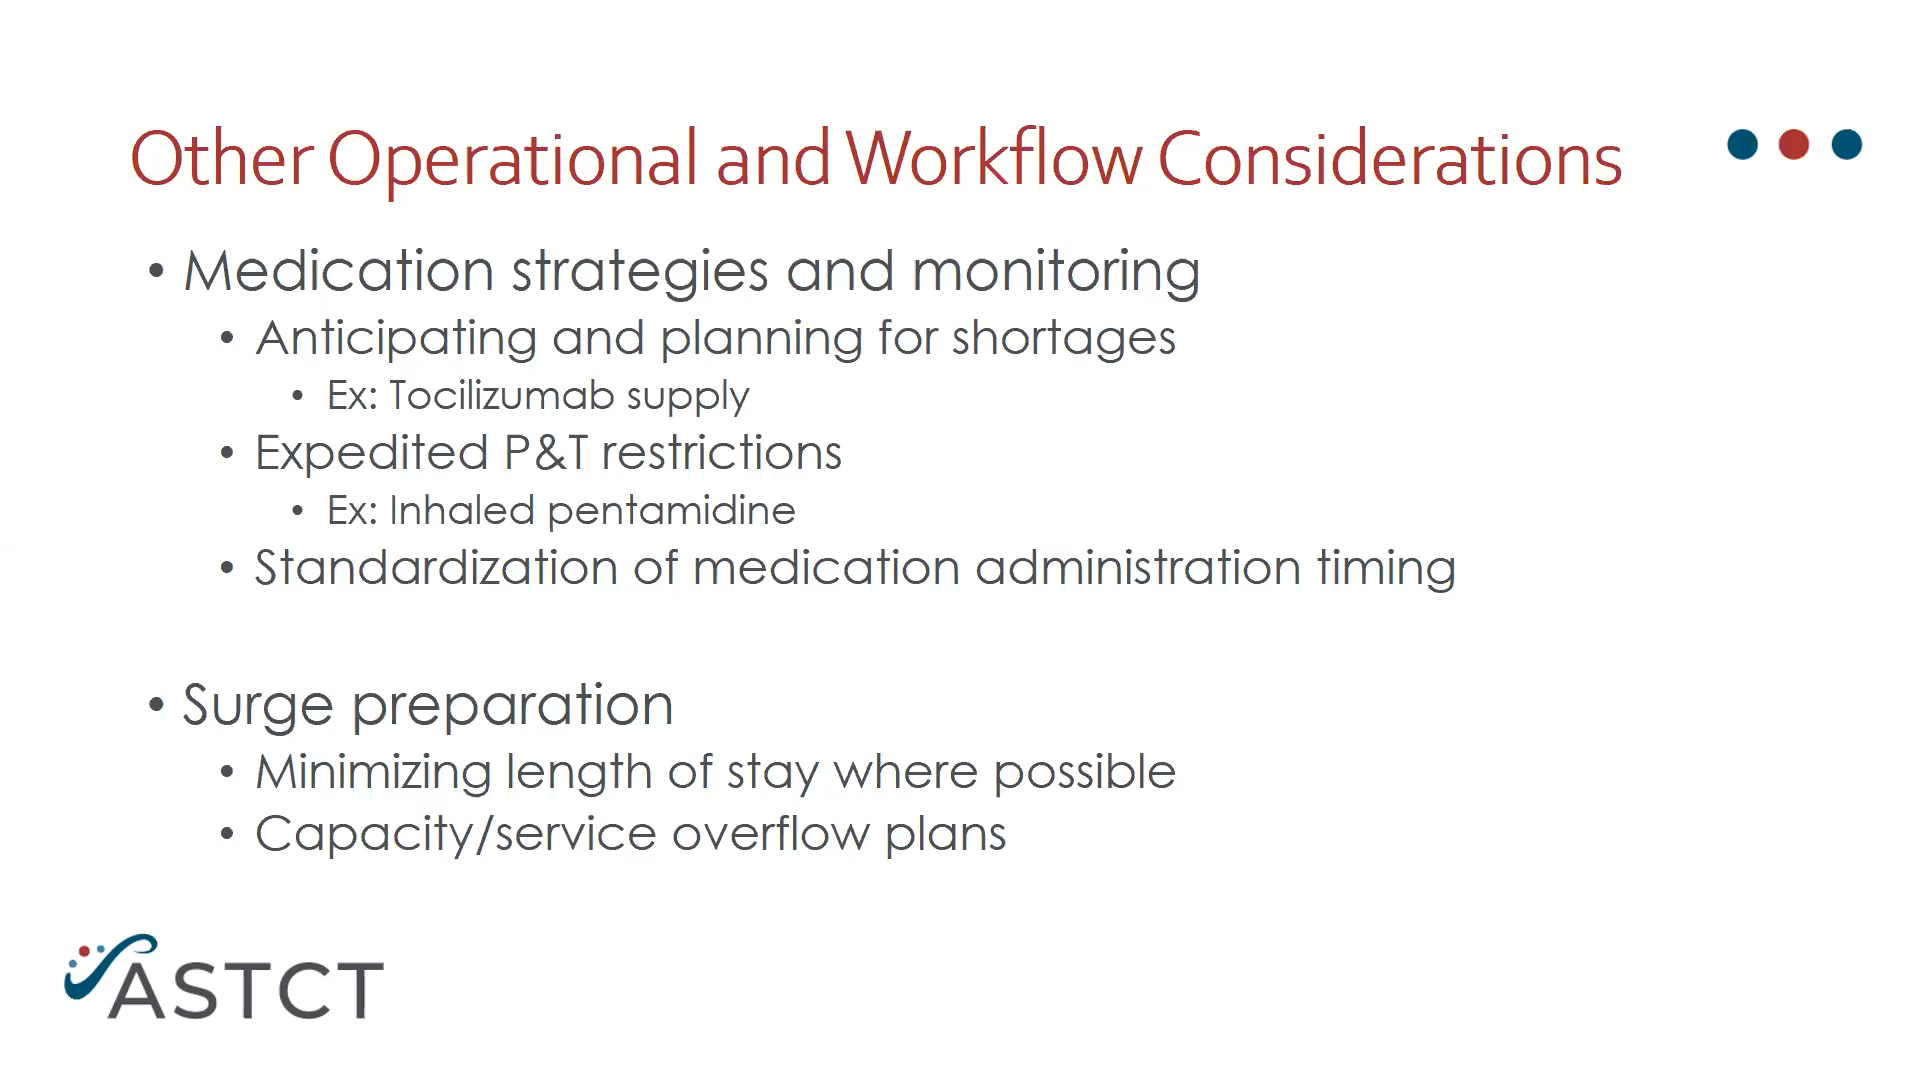 Other Operational and Workflow Considerations
• Medication strategies and monitoring
• Anticipating and planning for shortages
• Ex: Tocilizumab supply
• Expedited P&T restrictions
• Ex: Inhaled pentamidine
• Standardization of medication administration timing
• Surge preparation
• Minimizing length of stay where possible
• Capacity/service overflow plans
ASTCT